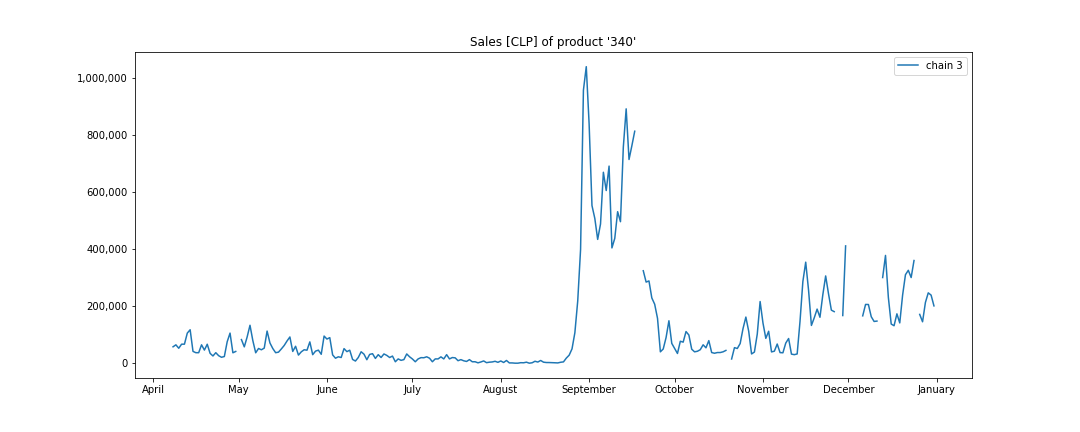 Sales [CLP] of product '340'
chain 3
1,000,000
800,000
600,000
400,000
200,000
0
April May June July August September October November December January